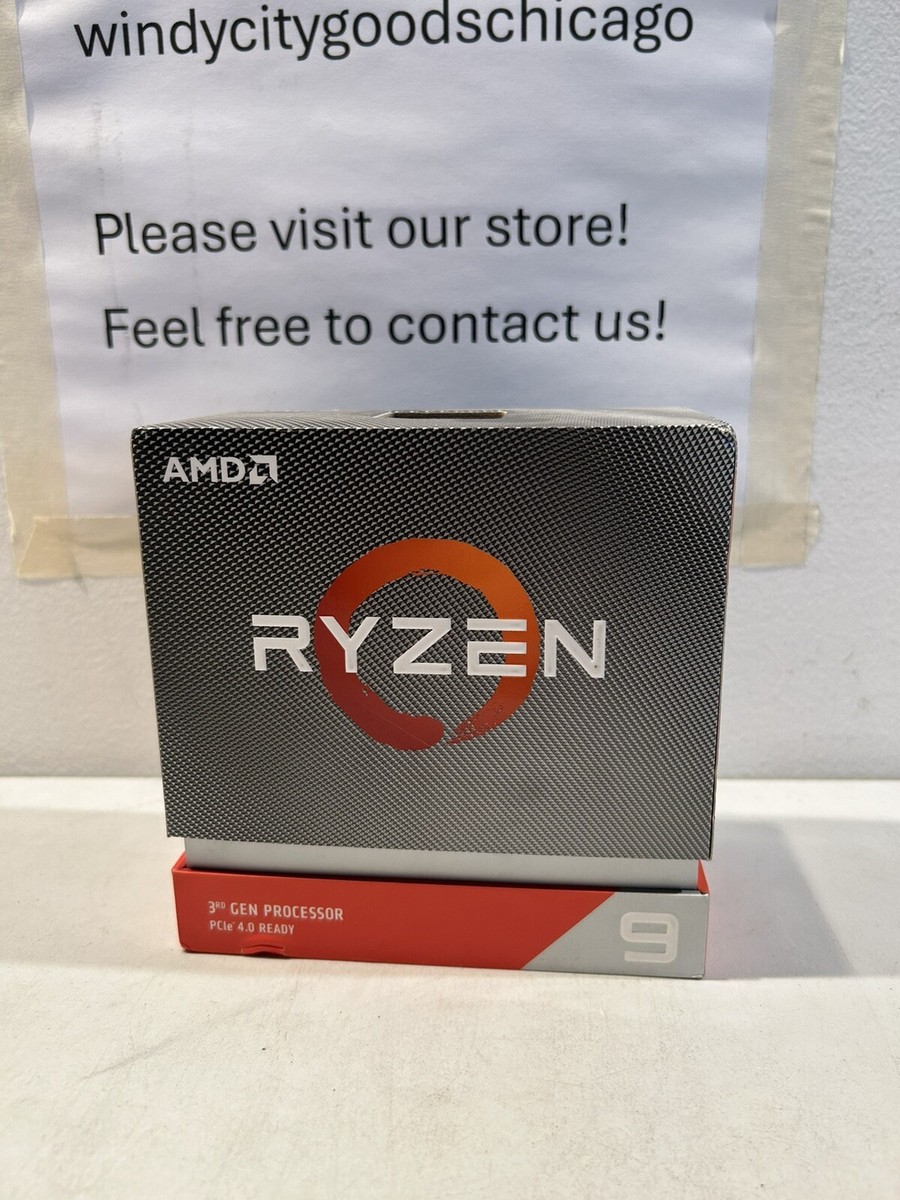 windycitygoodschicago
Please visit our store!
Feel free to contact us!
AMD
RYZEN
3RD GEN PROCESSOR
PCIe® 4.0 READY
9